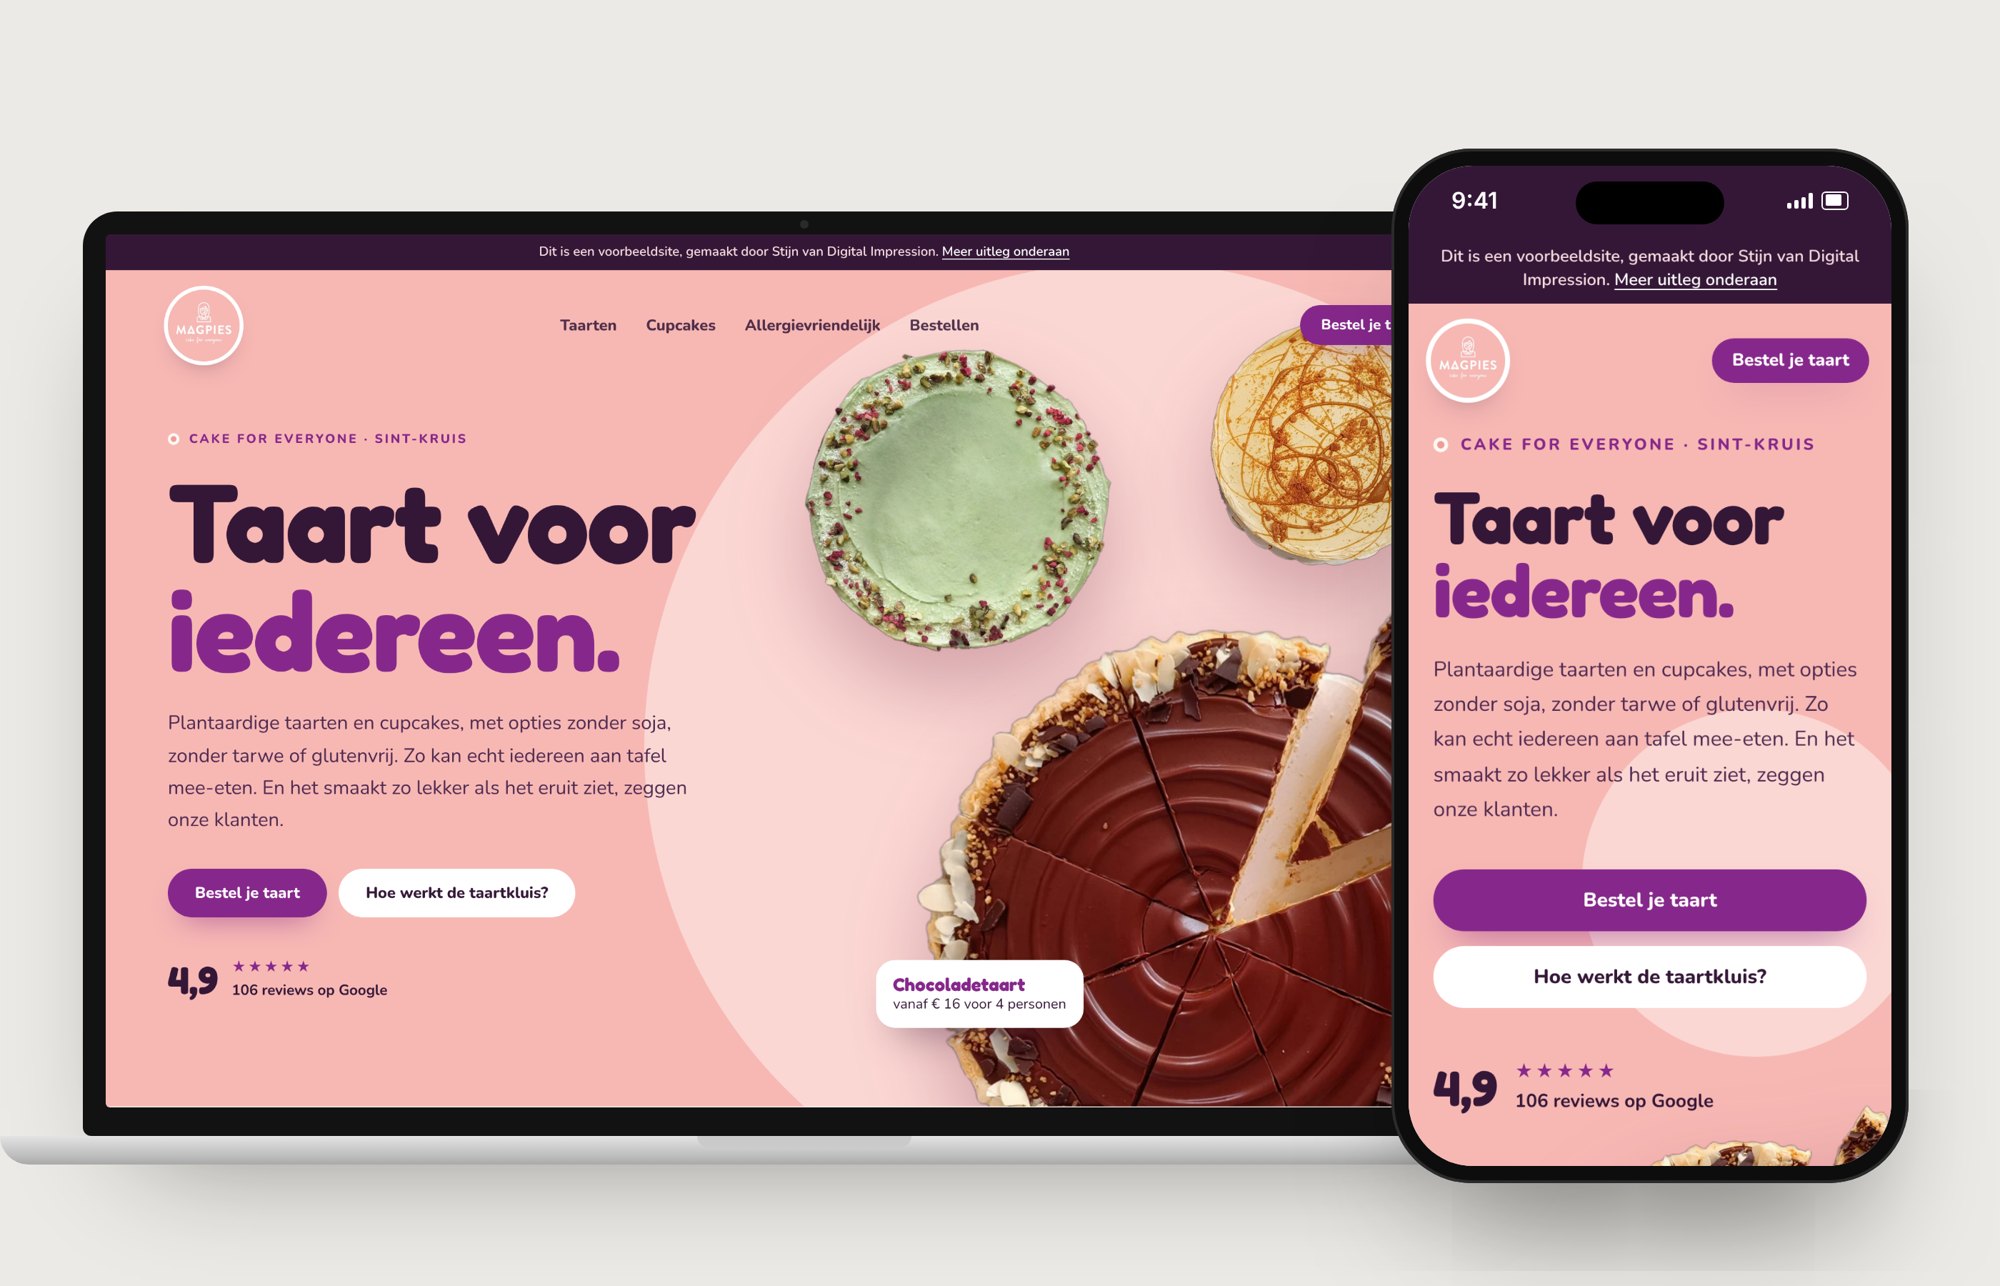 Dit is een voorbeeldsite, gemaakt door Stijn van Digital Impression. Meer uitleg onderaan
MAGPIES
Taarten Cupcakes Allergievriendelijk Bestellen
Bestel je t
CAKE FOR EVERYONE · SINT-KRUIS
Taart voor
iedereen.
Plantaardige taarten en cupcakes, met opties zonder soja,
zonder tarwe of glutenvrij. Zo kan echt iedereen aan tafel
mee-eten. En het smaakt zo lekker als het eruit ziet, zeggen
onze klanten.
Bestel je taart
Hoe werkt de taartkluis?
4,9
★★★★★
106 reviews op Google
Chocoladetaart
vanaf € 16 voor 4 personen
9:41
Dit is een voorbeeldsite, gemaakt door Stijn van Digital
Impression. Meer uitleg onderaan
MAGPIES
Bestel je taart
CAKE FOR EVERYONE · SINT-KRUIS
Taart voor
iedereen.
Plantaardige taarten en cupcakes, met opties
zonder soja, zonder tarwe of glutenvrij. Zo
kan echt iedereen aan tafel mee-eten. En het
smaakt zo lekker als het eruit ziet, zeggen
onze klanten.
Bestel je taart
Hoe werkt de taartkluis?
4,9
★★★★★
106 reviews op Google